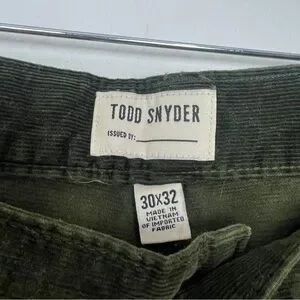 TODD SNYDER
ISSUED BY:
30X32
MADE IN
VIETNAM
OF IMPORTED
FABRIC